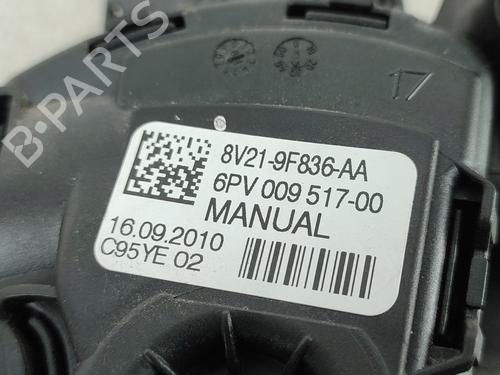 B-PARTS
17
8V21-9F836-AA
6PV 009 517-00
MANUAL
16.09.2010
C95YE 02